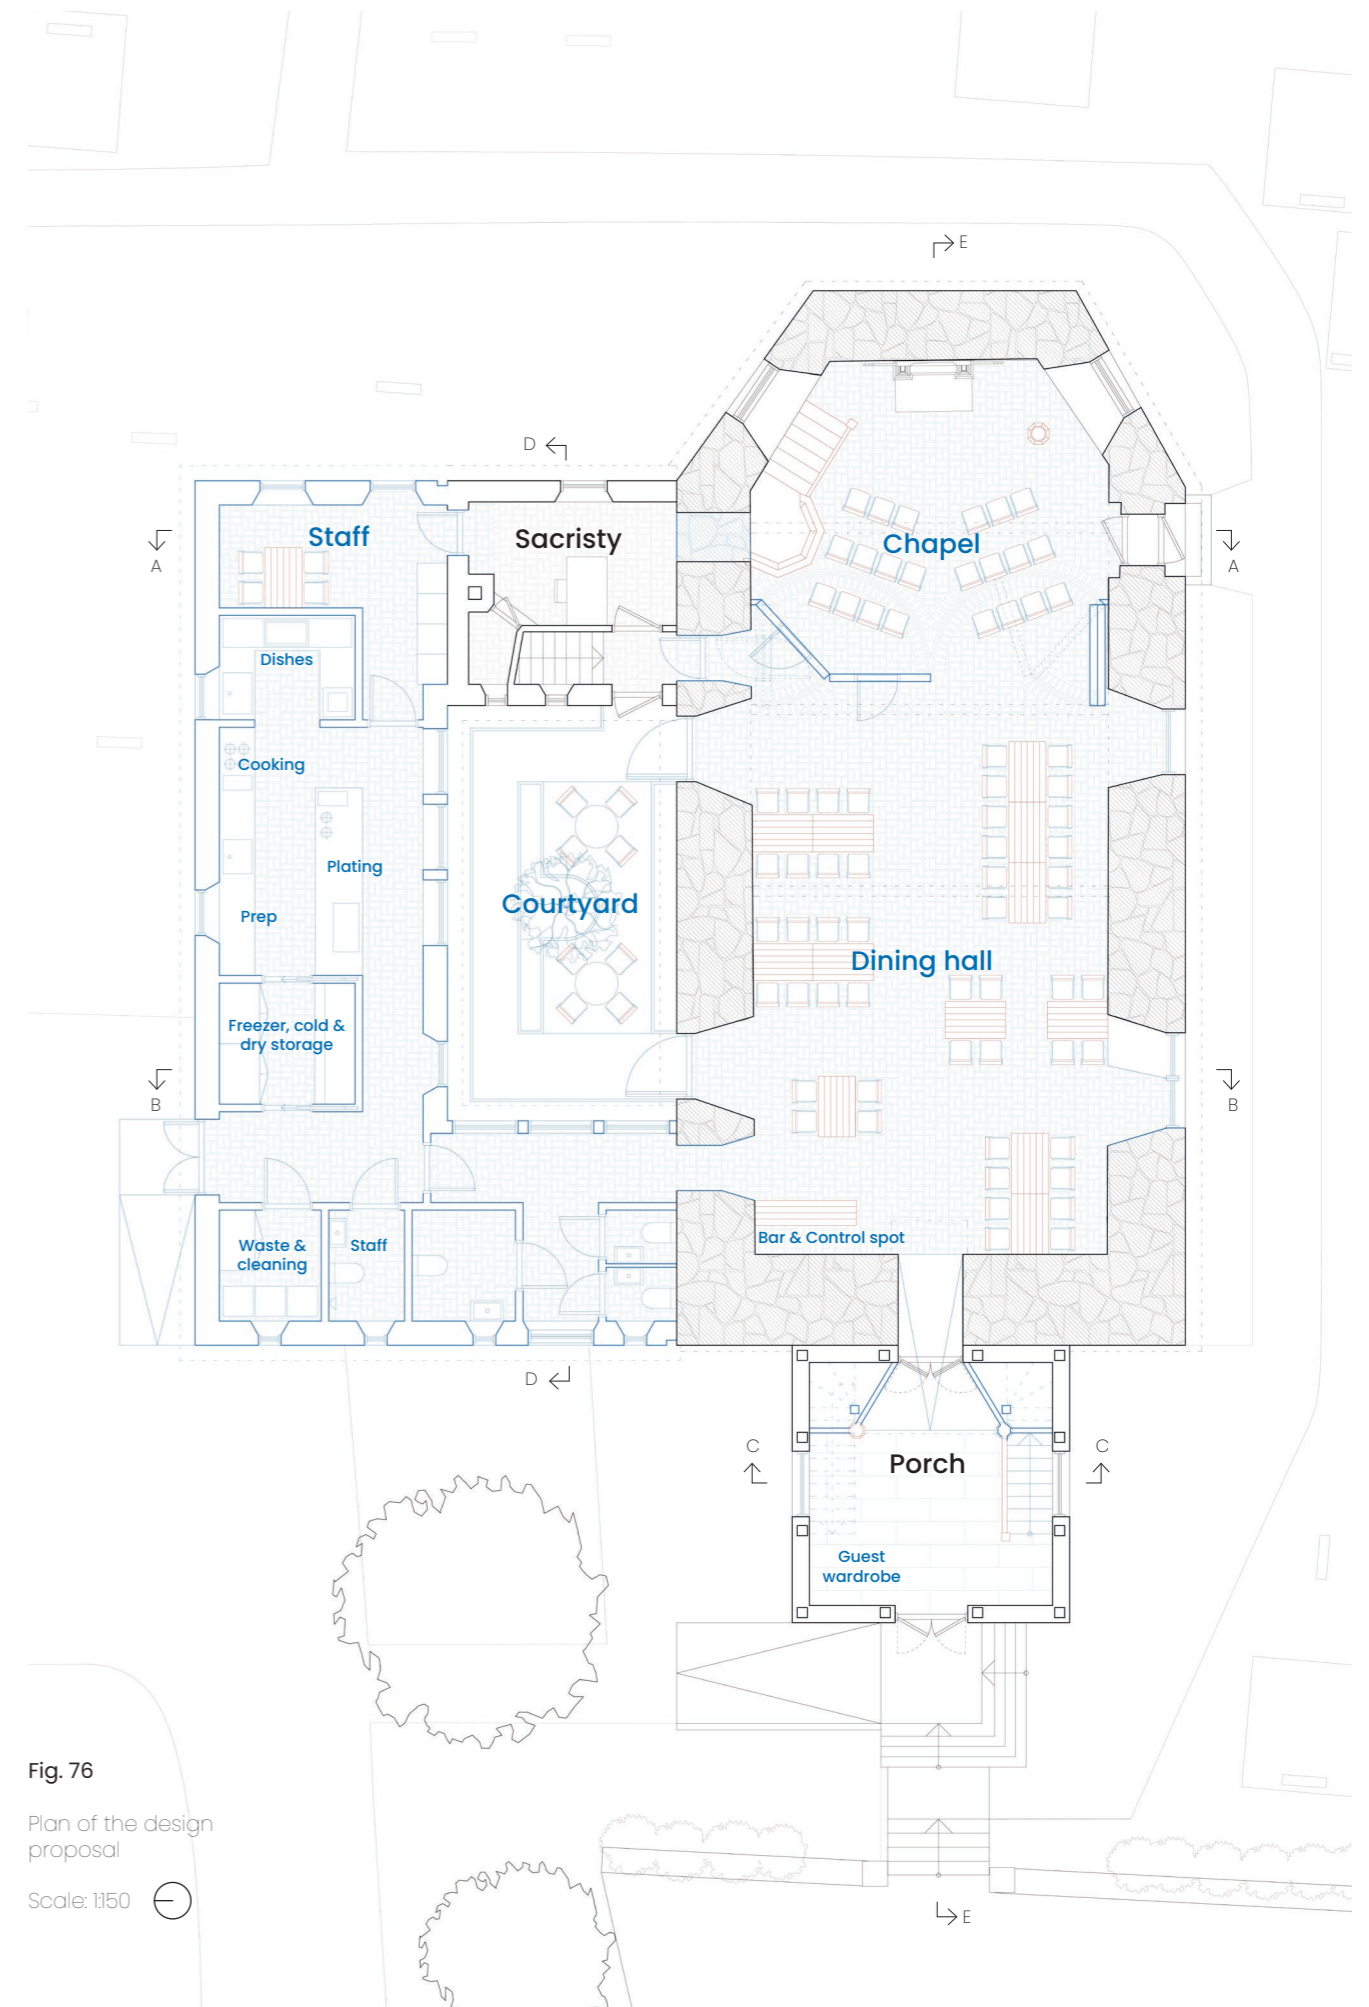 E
D
A
Staff
Sacristy
Chapel
A
Dishes
Cooking
Plating
Prep
Courtyard
Dining hall
Freezer, cold &
dry storage
B
B
Waste &
cleaning
Staff
Bar & Control spot
D
C
Porch
C
Guest
wardrobe
Fig. 76
Plan of the design
proposal
Scale: 1:150
E